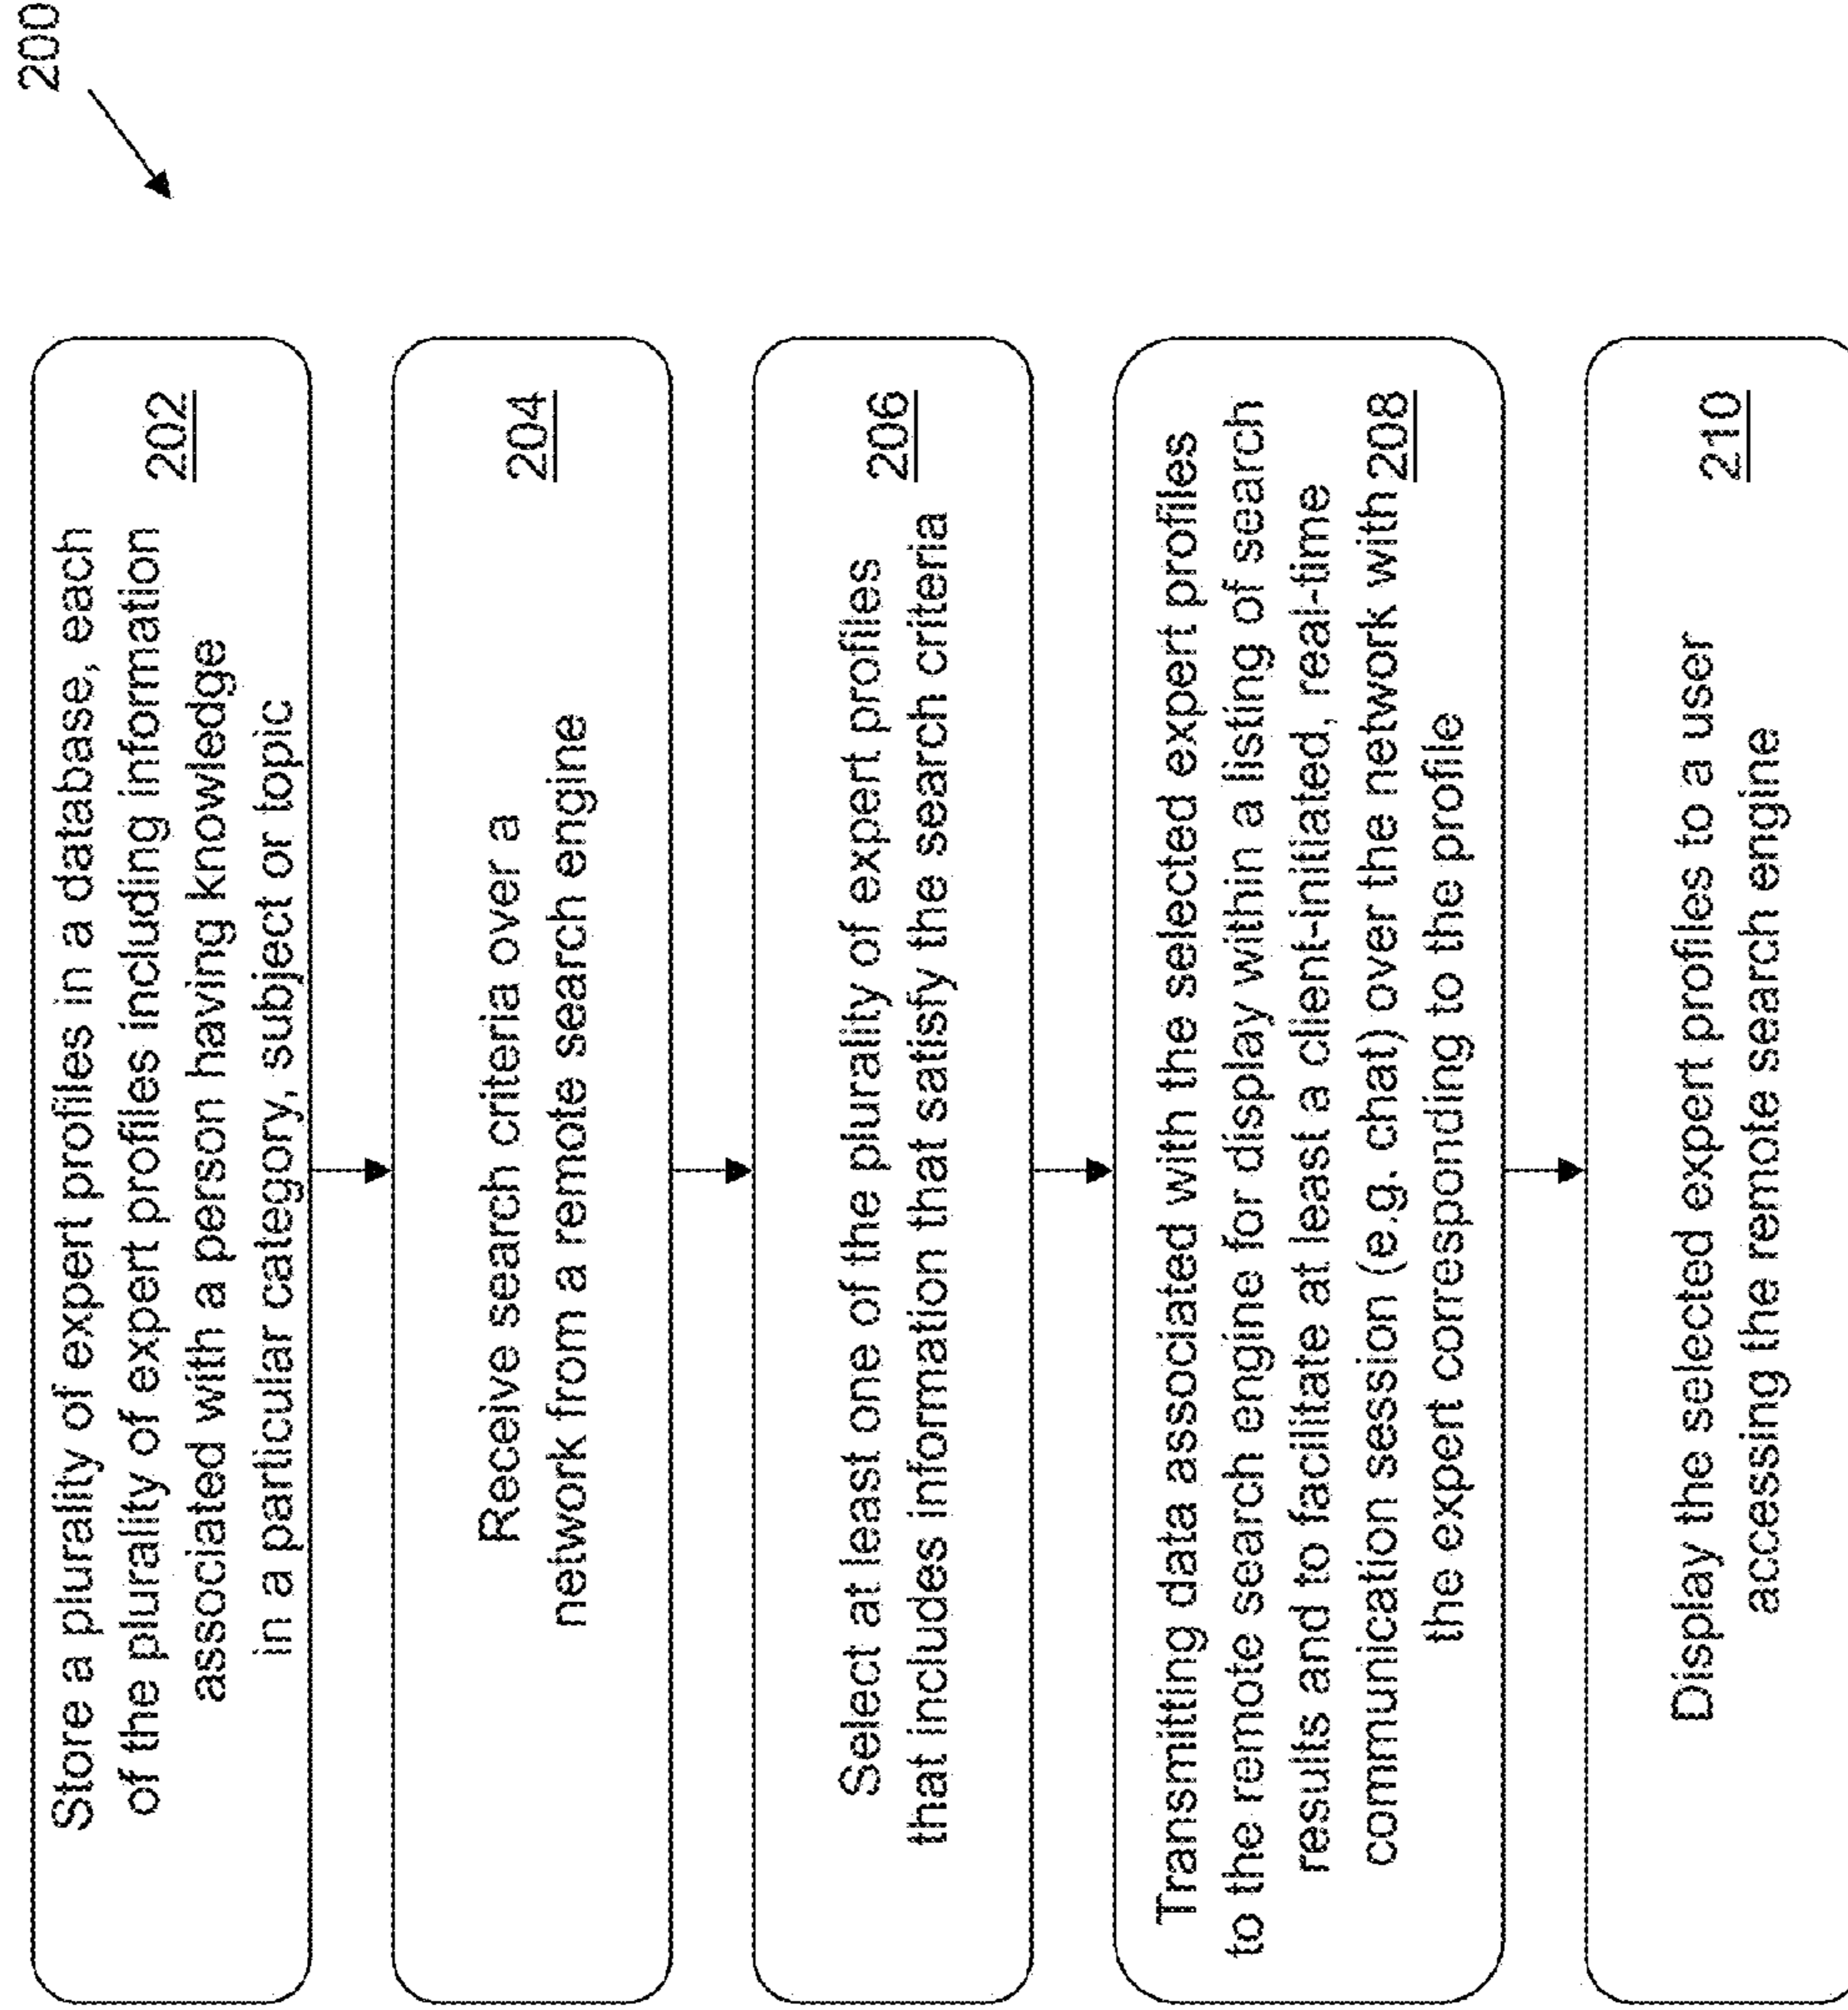 200
Store a plurality of expert profiles in a database, each
of the plurality of expert profiles including information
associated with a person having knowledge
in a particular category, subject or topic
202
Receive search criteria over a
network from a remote search engine
204
Select at least one of the plurality of expert profiles
that includes information that satisfy the search criteria
206
Transmitting data associated with the selected expert profiles
to the remote search engine for display within a listing of search
results and to facilitate at least a client-initiated, real-time
communication session (e.g. chat) over the network with
the expert corresponding to the profile
208
Display the selected expert profiles to a user
accessing the remote search engine
210